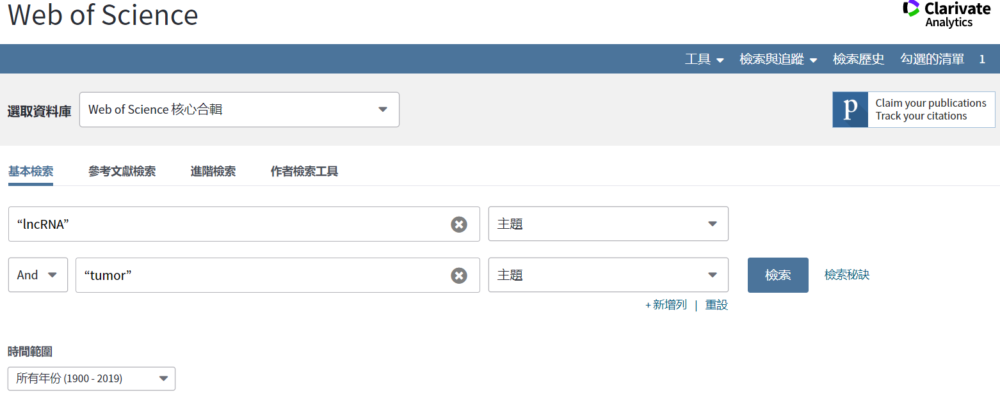 Web of Science
Clarivate
Analytics
工具 檢索與追蹤 檢索歷史 勾選的清單 1
選取資料庫 Web of Science 核心合輯
p Claim your publications
Track your citations
基本檢索 參考文獻檢索 進階檢索 作者檢索工具
“lncRNA” 主題
And “tumor” 主題 檢索 檢索秘訣
+ 新增列 | 重設
時間範圍
所有年份 (1900 - 2019)